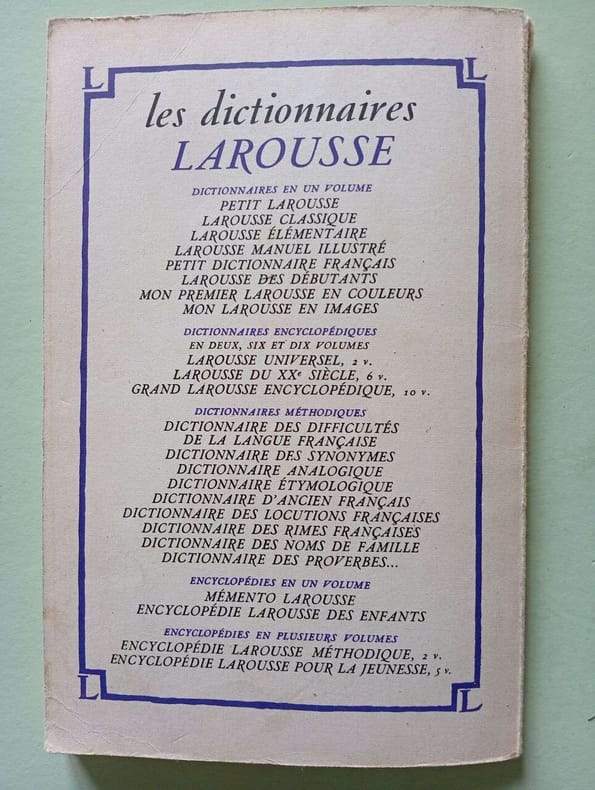 L L
les dictionnaires
LAROUSSE
DICTIONNAIRES EN UN VOLUME
PETIT LAROUSSE
LAROUSSE CLASSIQUE
LAROUSSE ÉLÉMENTAIRE
LAROUSSE MANUEL ILLUSTRÉ
PETIT DICTIONNAIRE FRANÇAIS
LAROUSSE DES DÉBUTANTS
MON PREMIER LAROUSSE EN COULEURS
MON LAROUSSE EN IMAGES
DICTIONNAIRES ENCYCLOPÉDIQUES
EN DEUX, SIX ET DIX VOLUMES
LAROUSSE UNIVERSEL, 2 v.
LAROUSSE DU XXe SIÈCLE, 6 v.
GRAND LAROUSSE ENCYCLOPÉDIQUE, 10 v.
DICTIONNAIRES MÉTHODIQUES
DICTIONNAIRE DES DIFFICULTÉS
DE LA LANGUE FRANÇAISE
DICTIONNAIRE DES SYNONYMES
DICTIONNAIRE ANALOGIQUE
DICTIONNAIRE ÉTYMOLOGIQUE
DICTIONNAIRE D'ANCIEN FRANÇAIS
DICTIONNAIRE DES LOCUTIONS FRANÇAISES
DICTIONNAIRE DES RIMES FRANÇAISES
DICTIONNAIRE DES NOMS DE FAMILLE
DICTIONNAIRE DES PROVERBES...
ENCYCLOPÉDIES EN UN VOLUME
MÉMENTO LAROUSSE
ENCYCLOPÉDIE LAROUSSE DES ENFANTS
ENCYCLOPÉDIES EN PLUSIEURS VOLUMES
ENCYCLOPÉDIE LAROUSSE MÉTHODIQUE, 2 v.
ENCYCLOPÉDIE LAROUSSE POUR LA JEUNESSE, 5 v.
L L